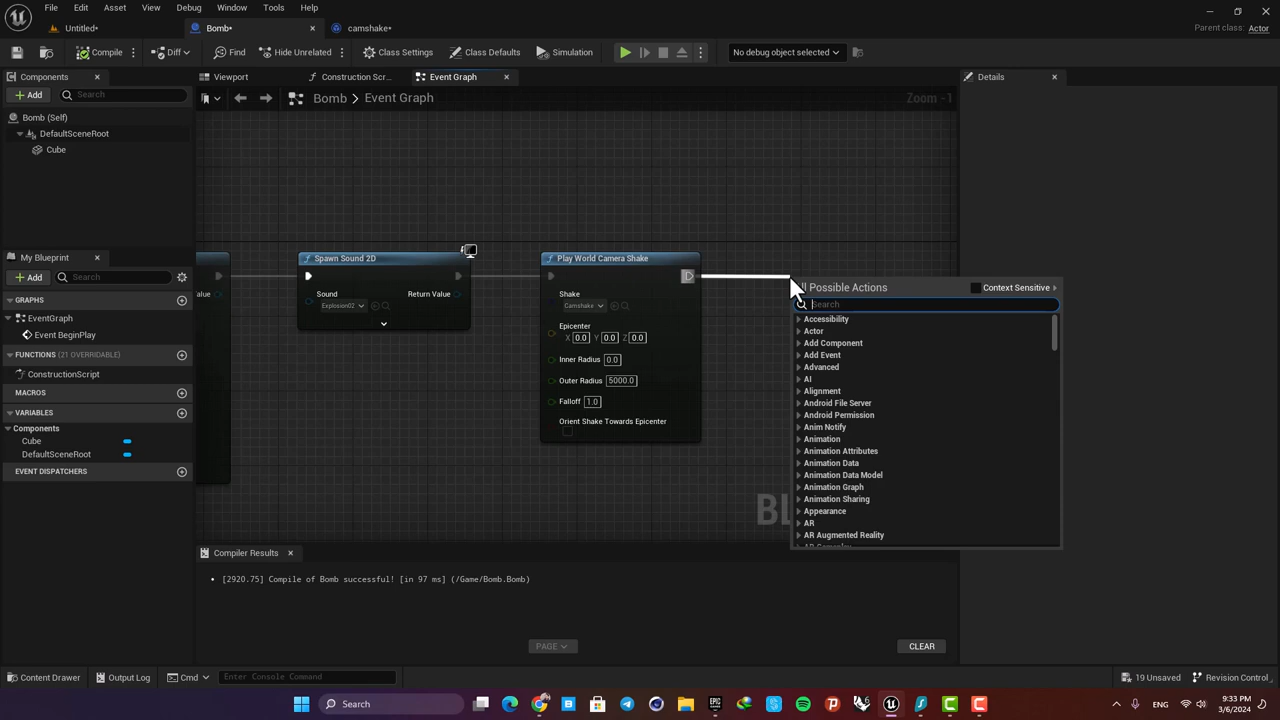 File Edit Asset View Debug Window Tools Help
Untitled* Bomb* camshake* Parent class: Actor
Compile Diff Find Hide Unrelated Class Settings Class Defaults Simulation No debug object selected
Components Viewport Construction Scr... Event Graph Details
Add Search Bomb Event Graph Zoom -1
Bomb (Self)
DefaultSceneRoot
Cube
My Blueprint
Add Search
GRAPHS
EventGraph
Event BeginPlay
FUNCTIONS (21 OVERRIDABLE)
ConstructionScript
MACROS
VARIABLES
Components
Cube
DefaultSceneRoot
EVENT DISPATCHERS
Spawn Sound 2D
Sound Return Value
Explosion02
Play World Camera Shake
Shake
Camshake
Epicenter
X 0.0 Y 0.0 Z 0.0
Inner Radius 0.0
Outer Radius 5000.0
Falloff 1.0
Orient Shake Towards Epicenter
ll Possible Actions Context Sensitive
Search
Accessibility
Actor
Add Component
Add Event
Advanced
AI
Alignment
Android File Server
Android Permission
Anim Notify
Animation
Animation Attributes
Animation Data
Animation Data Model
Animation Graph
Animation Sharing
Appearance
AR
AR Augmented Reality
Compiler Results
[2920.75] Compile of Bomb successful! [in 97 ms] (/Game/Bomb.Bomb)
PAGE CLEAR
Content Drawer Output Log Cmd Enter Console Command 19 Unsaved Revision Control
Search ENG 9:33 PM
3/6/2024